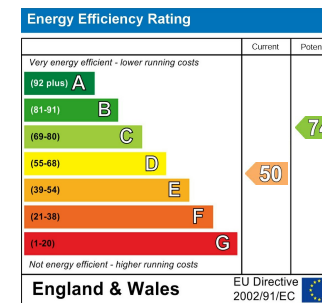 Energy Efficiency Rating
Current
Very energy efficient - lower running costs
(92 plus) A
(81-91) B
(69-80) C
(55-68) D
50
(39-54) E
(21-38) F
(1-20) G
Not energy efficient - higher running costs
England & Wales
EU Directive
2002/91/EC